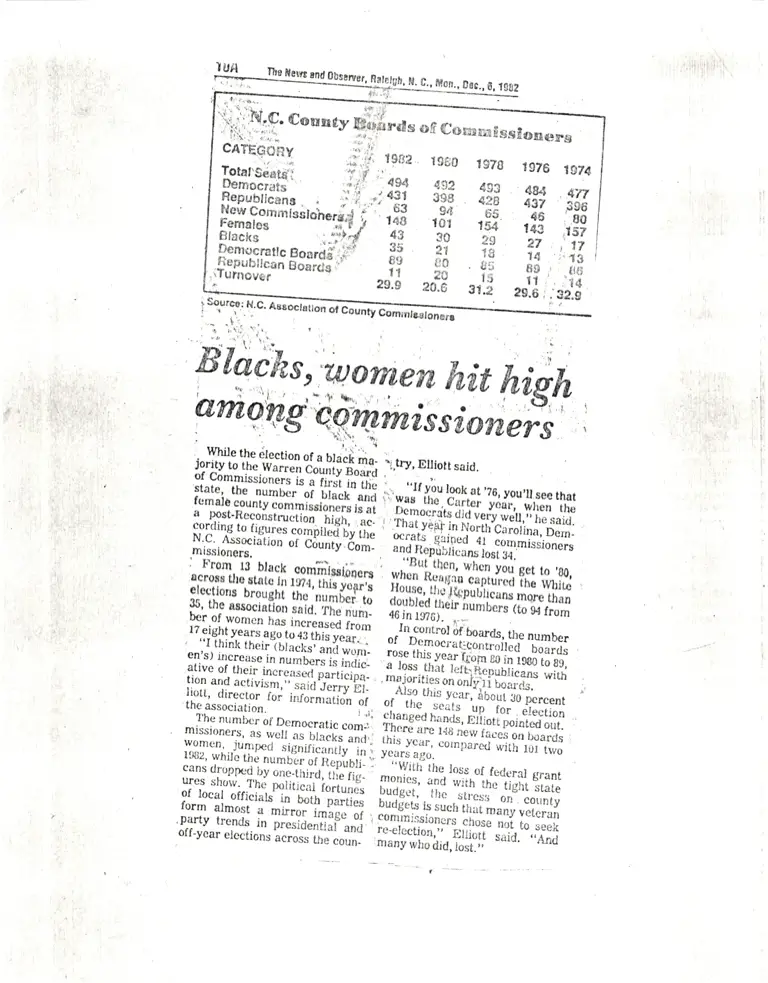 10A The News and Observer, Raleigh, N. C., Mon., Dec., 6, 1982
N.C. County Boards of Commissioners
CATEGORY 1982 1980 1978 1976 1974
Total Seats 494 492 493 484 477
Democrats 431 398 428 437 396
Republicans 63 94 65 46 80
New Commissioners 148 101 154 143 157
Females 43 30 29 27 17
Blacks 35 21 18 14 13
Democratic Boards 89 80 85 89 86
Republican Boards 11 20 15 11 14
Turnover 29.9 20.6 31.2 29.6 32.9
Source: N.C. Association of County Commissioners
Blacks, women hit high
among commissioners
While the election of a black ma-
jority to the Warren County Board
of Commissioners is a first in the
state, the number of black and
female county commissioners is at
a post-Reconstruction high, ac-
cording to figures compiled by the
N.C. Association of County Com-
missioners.
From 13 black commissioners
across the state in 1974, this year's
elections brought the number to
35, the association said. The num-
ber of women has increased from
17 eight years ago to 43 this year.
"I think their (blacks' and wom-
en's) increase in numbers is indic-
ative of their increased participa-
tion and activism," said Jerry El-
liott, director for information of
the association.
The number of Democratic com-
missioners, as well as blacks and
women, jumped significantly in
1982, while the number of Republi-
cans dropped by one-third, the fig-
ures show. The political fortunes
of local officials in both parties
form almost a mirror image of
party trends in presidential and
off-year elections across the coun-
try, Elliott said.
"If you look at '76, you'll see that
was the Carter year, when the
Democrats did very well," he said.
That year in North Carolina, Dem-
ocrats gained 41 commissioners
and Republicans lost 34.
"But then, when you get to '80,
when Reagan captured the White
House, the Republicans more than
doubled their numbers (to 94 from
46 in 1976).
In control of boards, the number
of Democrat-controlled boards
rose this year from 80 in 1980 to 89,
a loss that left Republicans with
majorities on only 11 boards.
Also this year, about 30 percent
of the seats up for election
changed hands, Elliott pointed out.
There are 148 new faces on boards
this year, compared with 101 two
years ago.
"With the loss of federal grant
monies, and with the tight state
budget, the stress on county
budgets is such that many veteran
commissioners chose not to seek
re-election," Elliott said. "And
many who did, lost."